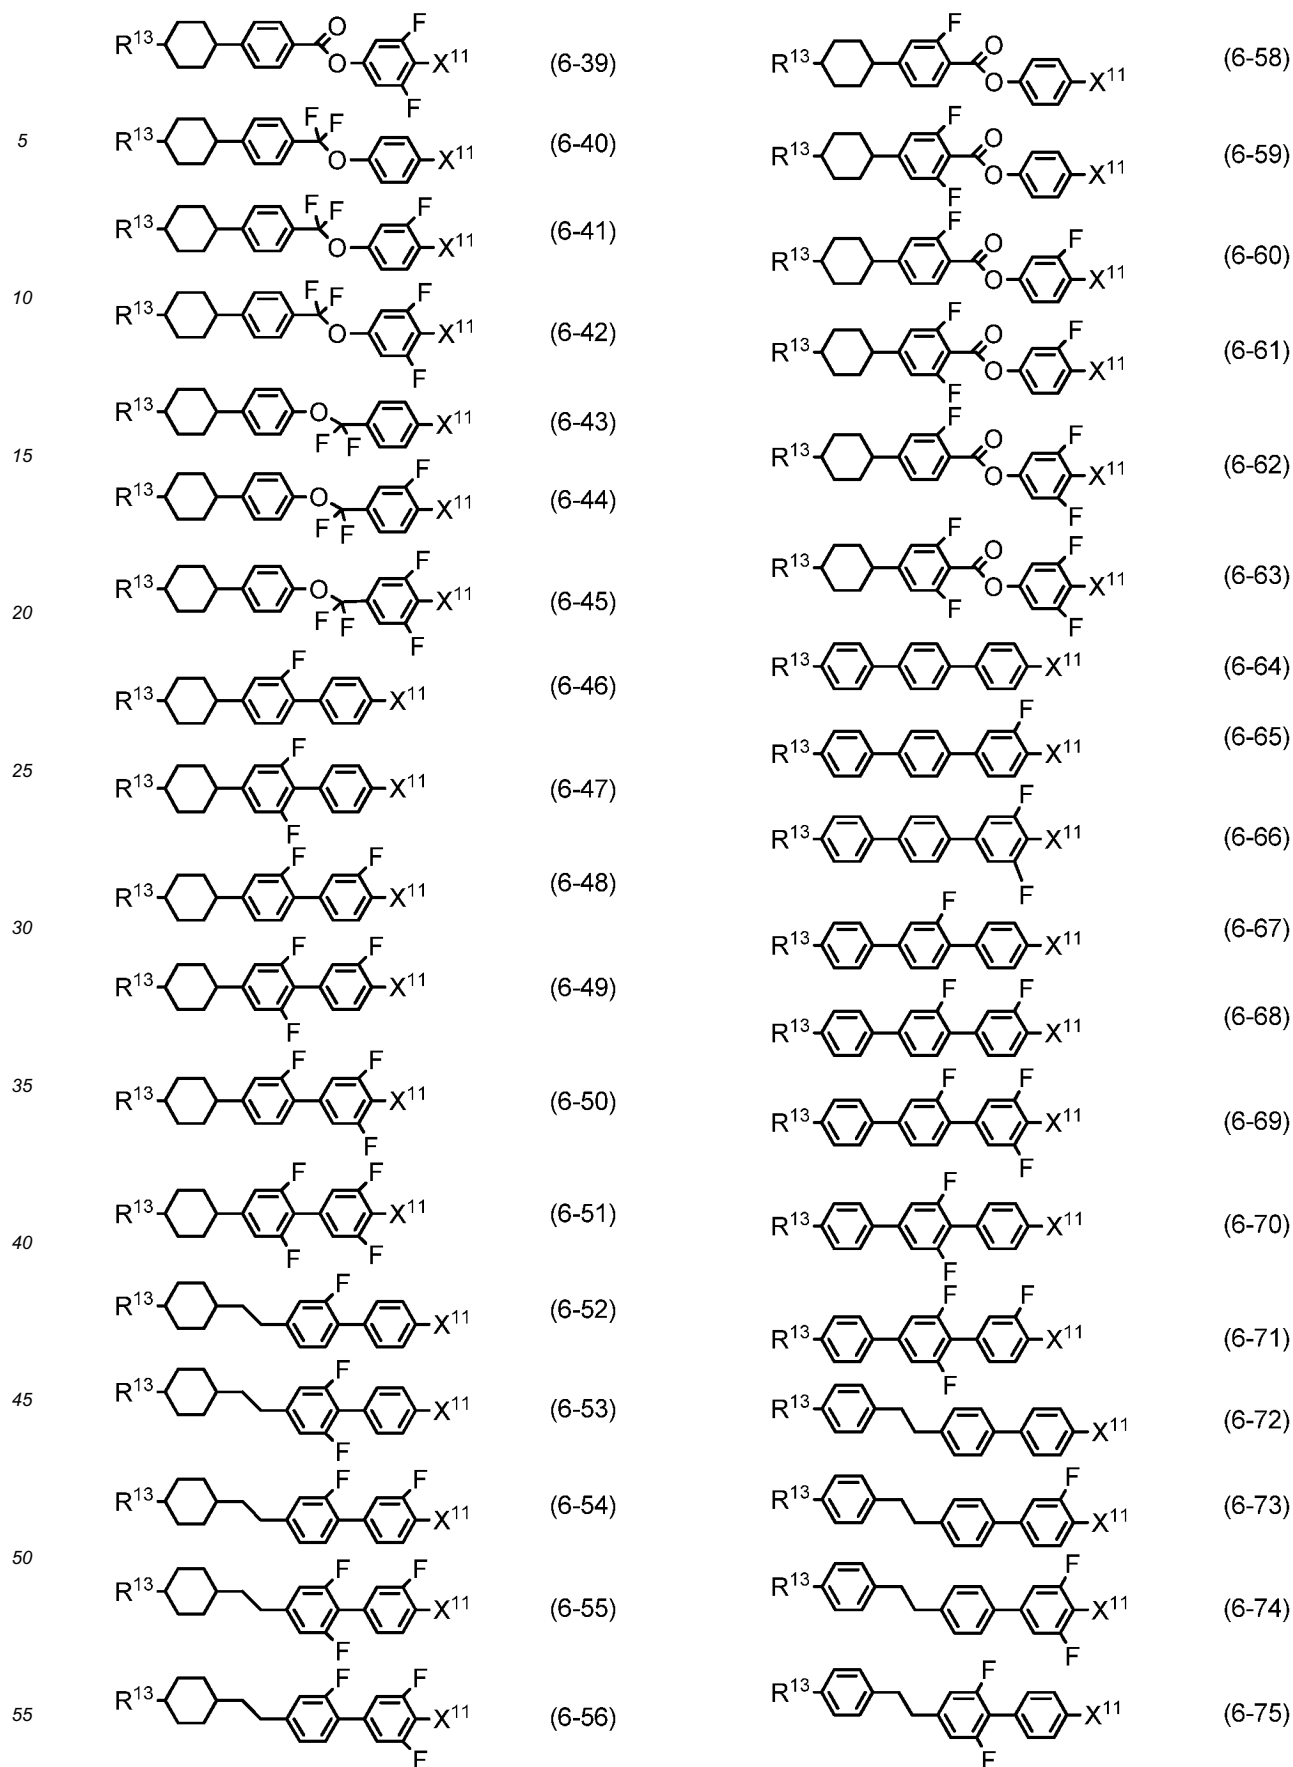 R¹³ O O F X¹¹ F (6-39)
5 R¹³ F F O X¹¹ (6-40)
R¹³ F F O F X¹¹ (6-41)
10 R¹³ F F O F X¹¹ F (6-42)
R¹³ O F F X¹¹ (6-43)
15 R¹³ O F F F X¹¹ (6-44)
20 R¹³ O F F F X¹¹ F (6-45)
R¹³ F X¹¹ (6-46)
25 R¹³ F F X¹¹ (6-47)
R¹³ F F X¹¹ (6-48)
30 R¹³ F F F X¹¹ (6-49)
35 R¹³ F F X¹¹ F (6-50)
40 R¹³ F F F X¹¹ F (6-51)
R¹³ F X¹¹ (6-52)
45 R¹³ F F X¹¹ (6-53)
R¹³ F F X¹¹ (6-54)
50 R¹³ F F F X¹¹ (6-55)
55 R¹³ F F X¹¹ F (6-56)
R¹³ F O O X¹¹ (6-58)
R¹³ F F O O X¹¹ (6-59)
R¹³ F O O F X¹¹ (6-60)
R¹³ F F O O F X¹¹ (6-61)
R¹³ F O O F X¹¹ F (6-62)
R¹³ F F O O F X¹¹ F (6-63)
R¹³ X¹¹ (6-64)
R¹³ F X¹¹ (6-65)
R¹³ F X¹¹ F (6-66)
R¹³ F X¹¹ (6-67)
R¹³ F F X¹¹ (6-68)
R¹³ F F X¹¹ F (6-69)
R¹³ F F X¹¹ (6-70)
R¹³ F F F X¹¹ (6-71)
R¹³ X¹¹ (6-72)
R¹³ F X¹¹ (6-73)
R¹³ F X¹¹ F (6-74)
R¹³ F F X¹¹ (6-75)